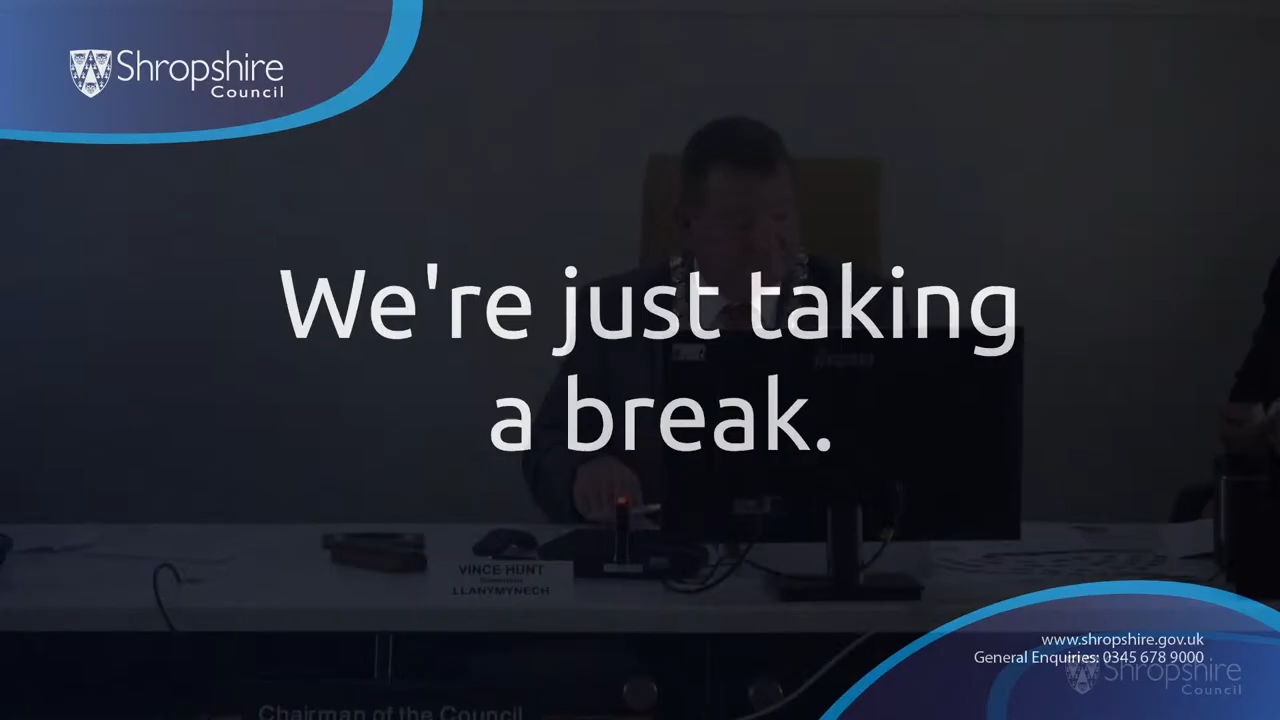 Shropshire
Council
We're just taking
a break.
VINCE HUNT
LLANYMYNECH
www.shropshire.gov.uk
General Enquiries: 0345 678 9000
Shropshire
Council
Chairman of the Council